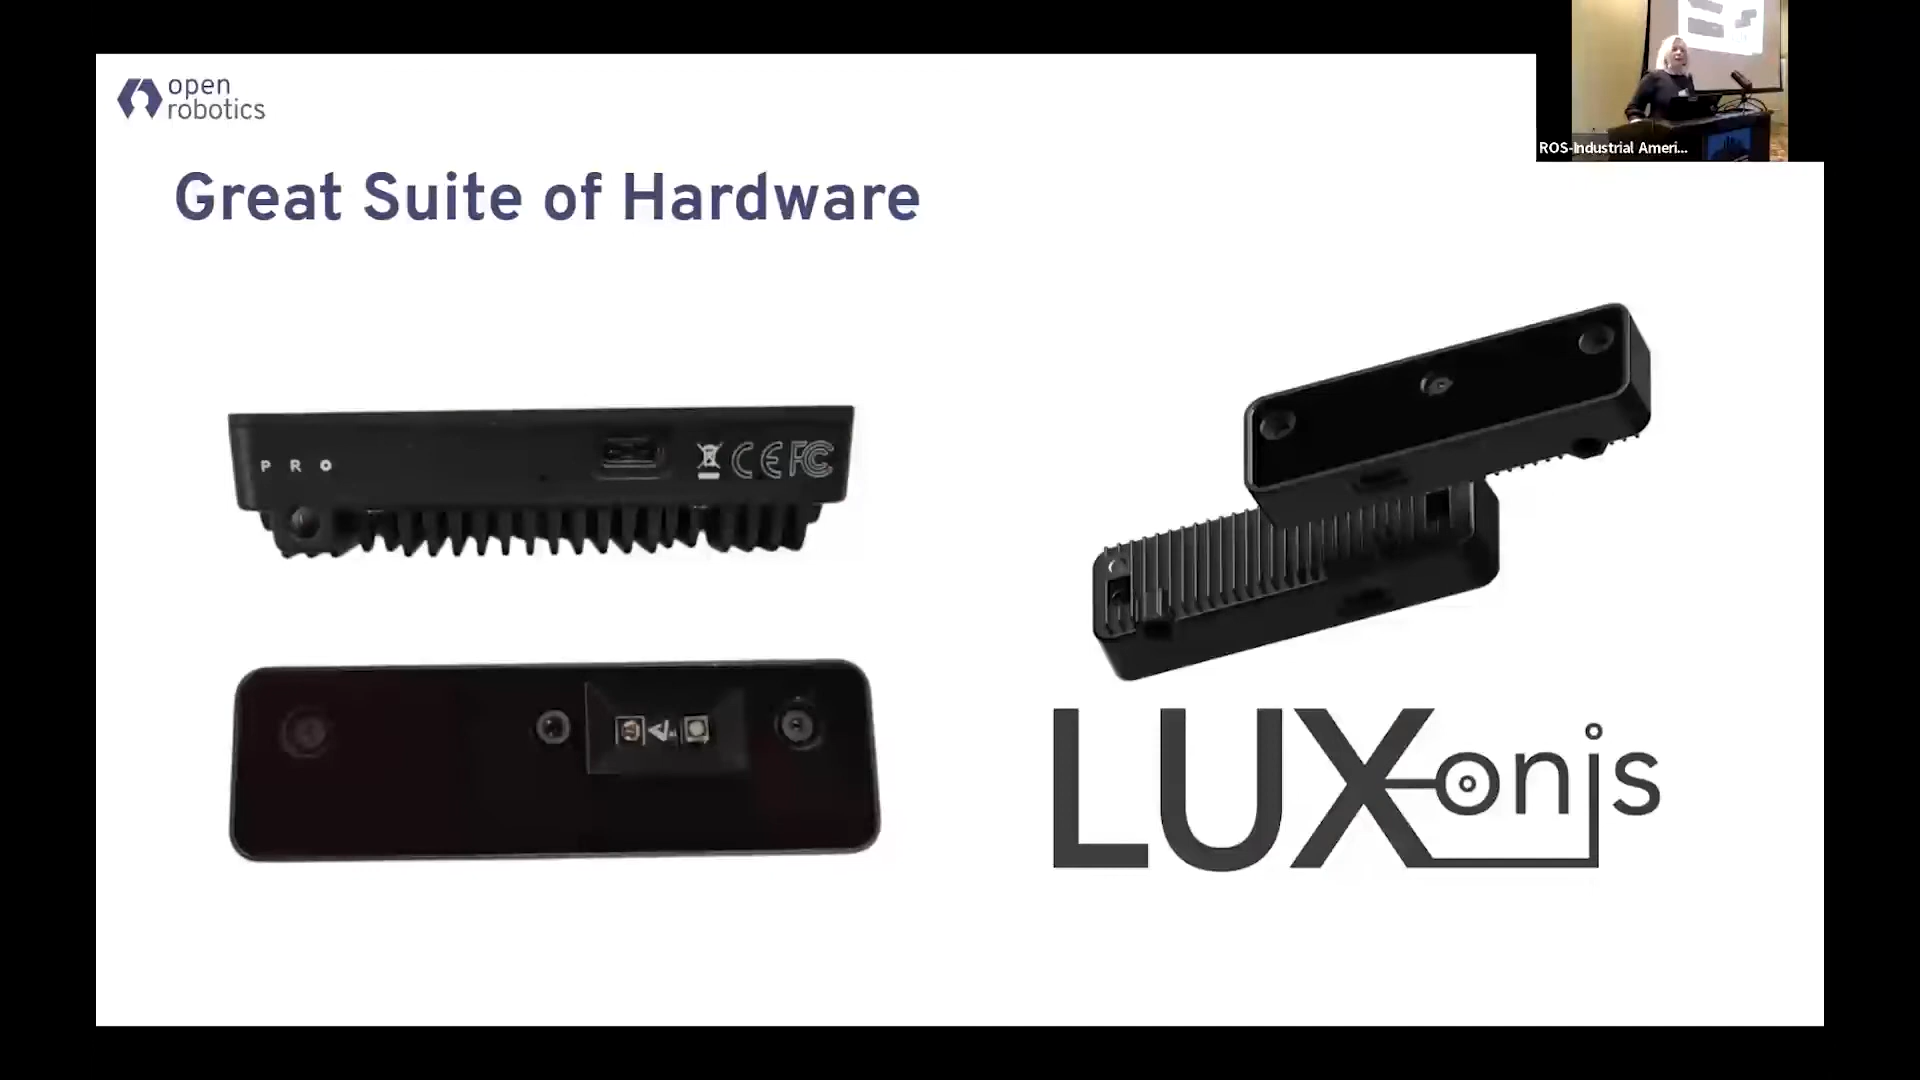 open
robotics
ROS-Industrial Ameri...
Great Suite of Hardware
PRO
CE FC
LUXonis